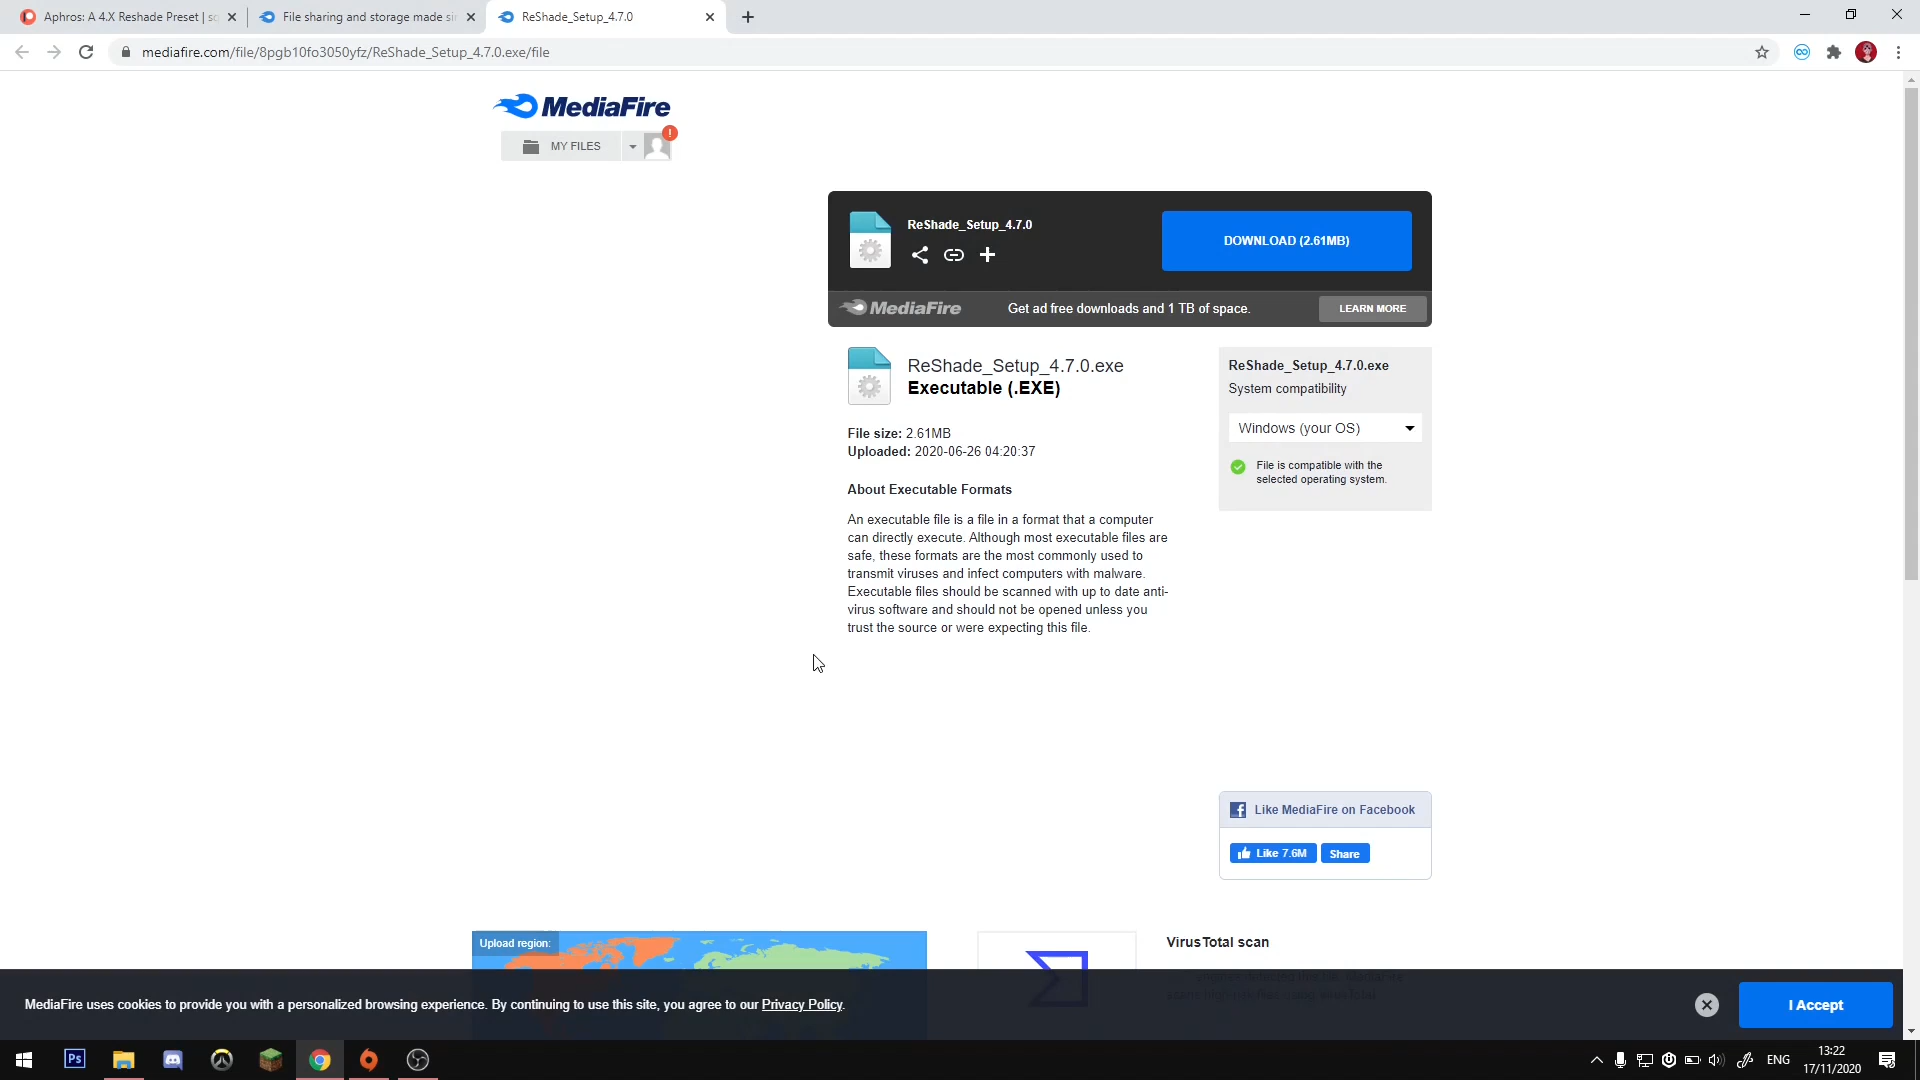 Aphros: A 4.X Reshade Preset | s
File sharing and storage made si
ReShade_Setup_4.7.0
mediafire.com/file/8pgb10fo3050yfz/ReShade_Setup_4.7.0.exe/file
MediaFire
MY FILES
!
ReShade_Setup_4.7.0
DOWNLOAD (2.61MB)
MediaFire
Get ad free downloads and 1 TB of space.
LEARN MORE
ReShade_Setup_4.7.0.exe
Executable (.EXE)
File size: 2.61MB
Uploaded: 2020-06-26 04:20:37
About Executable Formats
An executable file is a file in a format that a computer
can directly execute. Although most executable files are
safe, these formats are the most commonly used to
transmit viruses and infect computers with malware.
Executable files should be scanned with up to date anti-
virus software and should not be opened unless you
trust the source or were expecting this file.
ReShade_Setup_4.7.0.exe
System compatibility
Windows (your OS)
File is compatible with the
selected operating system.
Like MediaFire on Facebook
Like 7.6M
Share
Upload region:
VirusTotal scan
MediaFire uses cookies to provide you with a personalized browsing experience. By continuing to use this site, you agree to our Privacy Policy.
I Accept
Ps
ENG
13:22
17/11/2020